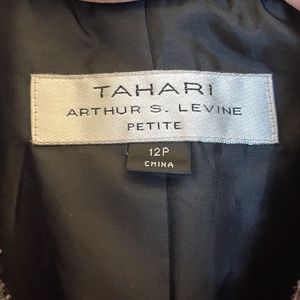 TAHARI
ARTHUR S. LEVINE
PETITE
12P
CHINA